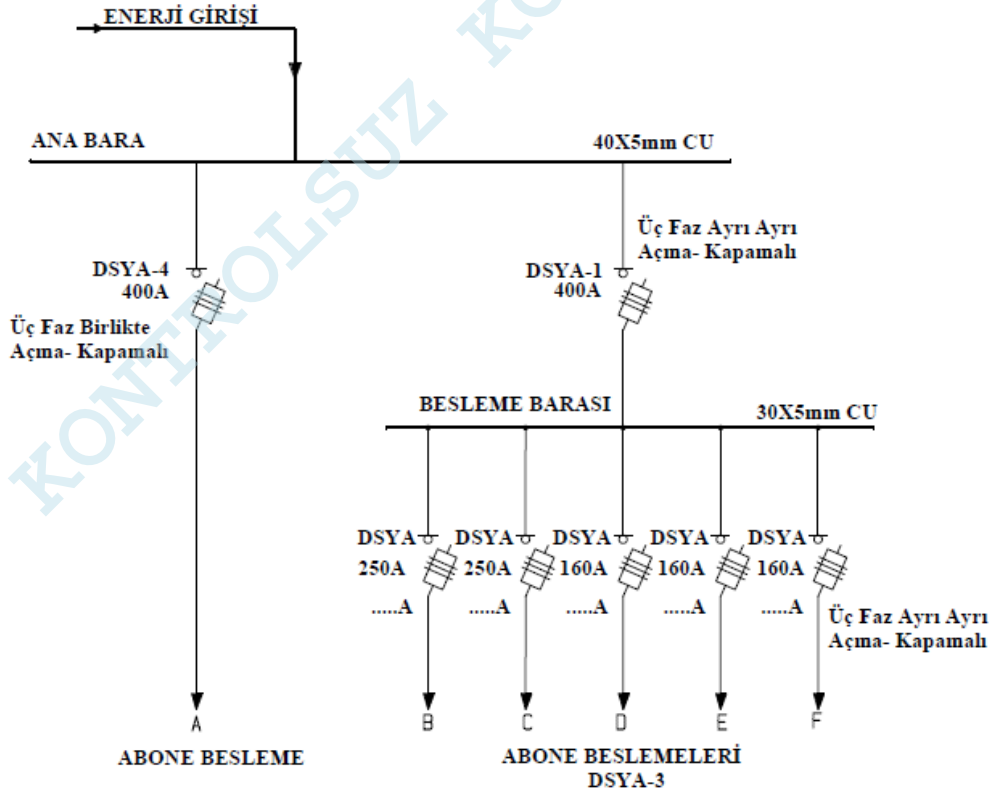 ENERJİ GİRİŞİ
ANA BARA
40X5mm CU
Üç Faz Ayrı Ayrı
Açma- Kapamalı
DSYA-4
400A
DSYA-1
400A
Üç Faz Birlikte
Açma- Kapamalı
BESLEME BARASI
30X5mm CU
DSYA DSYA DSYA DSYA DSYA
250A 250A 160A 160A 160A
.....A .....A .....A .....A .....A
Üç Faz Ayrı Ayrı
Açma- Kapamalı
A B C D E F
ABONE BESLEME
ABONE BESLEMELERİ
DSYA-3
KONTROLSUZ KO